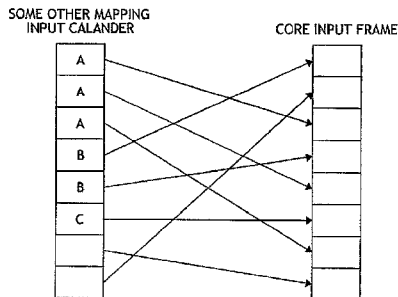 SOME OTHER MAPPING
INPUT CALANDER
CORE INPUT FRAME
A
A
A
B
B
C